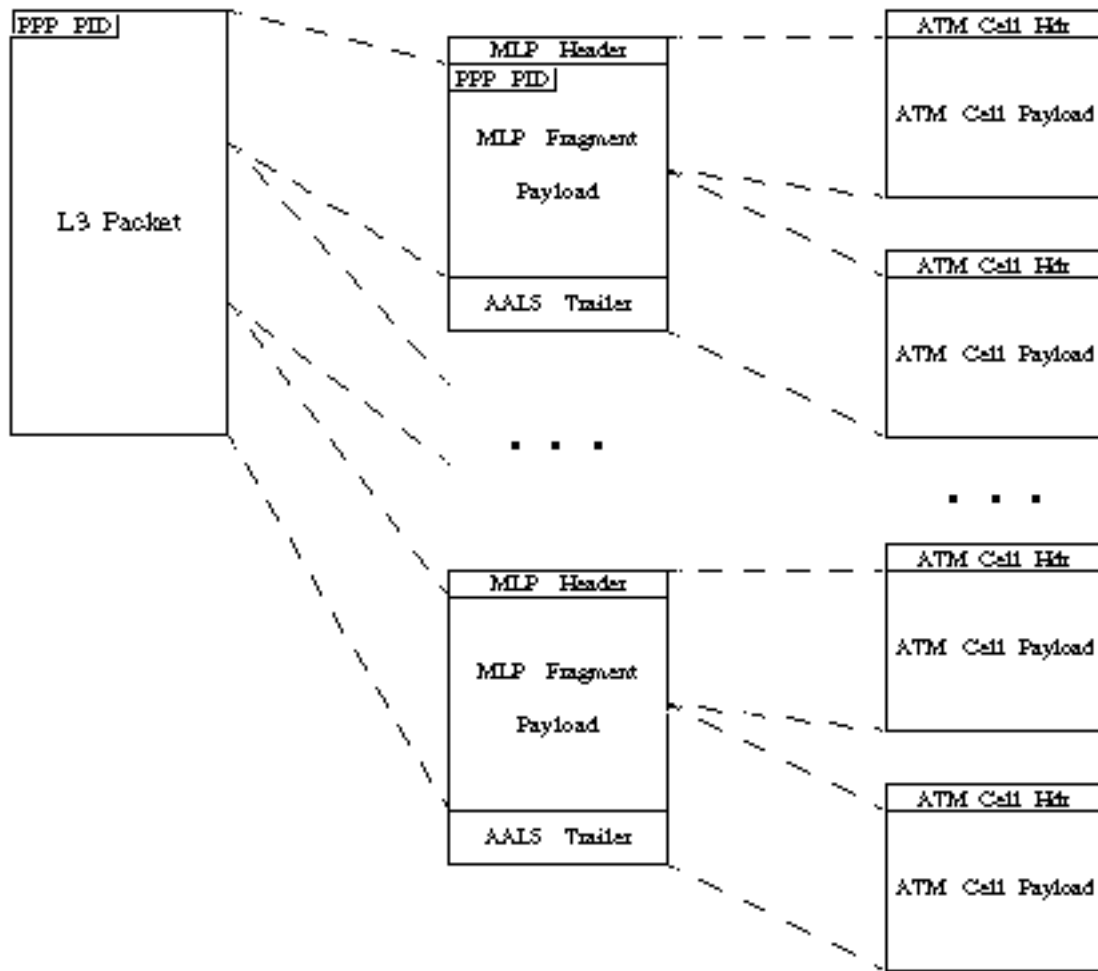 PPP PID
L3 Packet
MLP Header
PPP PID
MLP Fragment
Payload
AAL5 Trailer
. . .
MLP Header
MLP Fragment
Payload
AAL5 Trailer
ATM Cell Hdr
ATM Cell Payload
ATM Cell Hdr
ATM Cell Payload
. . .
ATM Cell Hdr
ATM Cell Payload
ATM Cell Hdr
ATM Cell Payload